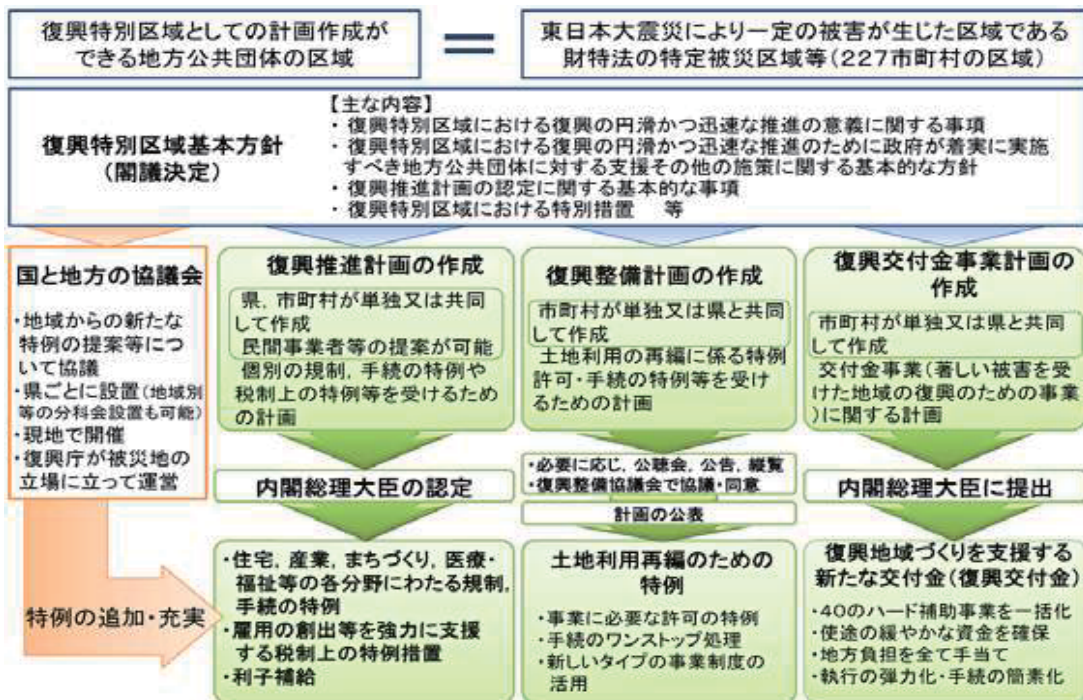 復興特別区域としての計画作成が
できる地方公共団体の区域
＝
東日本大震災により一定の被害が生じた区域である
財特法の特定被災区域等(227市町村の区域)
復興特別区域基本方針
(閣議決定)
【主な内容】
・復興特別区域における復興の円滑かつ迅速な推進の意義に関する事項
・復興特別区域における復興の円滑かつ迅速な推進のために政府が着実に実施
すべき地方公共団体に対する支援その他の施策に関する基本的な方針
・復興推進計画の認定に関する基本的な事項
・復興特別区域における特別措置　等
国と地方の協議会
・地域からの新たな
特例の提案等につ
いて協議
・県ごとに設置(地域別
等の分科会設置も可能)
・現地で開催
・復興庁が被災地の
立場に立って運営
特例の追加・充実
復興推進計画の作成
県，市町村が単独又は共同
して作成
民間事業者等の提案が可能
個別の規制，手続の特例や
税制上の特例等を受けるため
の計画
内閣総理大臣の認定
・住宅，産業，まちづくり，医療・
福祉等の各分野にわたる規制，
手続の特例
・雇用の創出等を強力に支援
する税制上の特例措置
・利子補給
復興整備計画の作成
市町村が単独又は県と共同
して作成
土地利用の再編に係る特例
許可・手続の特例等を受け
るための計画
・必要に応じ，公聴会，公告，縦覧
・復興整備協議会で協議・同意
計画の公表
土地利用再編のための
特例
・事業に必要な許可の特例
・手続のワンストップ処理
・新しいタイプの事業制度の
活用
復興交付金事業計画の
作成
市町村が単独又は県と共同
して作成
交付金事業(著しい被害を
受けた地域の復興のための事業
)に関する計画
内閣総理大臣に提出
復興地域づくりを支援する
新たな交付金(復興交付金)
・40のハード補助事業を一括化
・使途の緩やかな資金を確保
・地方負担を全て手当て
・執行の弾力化・手続の簡素化